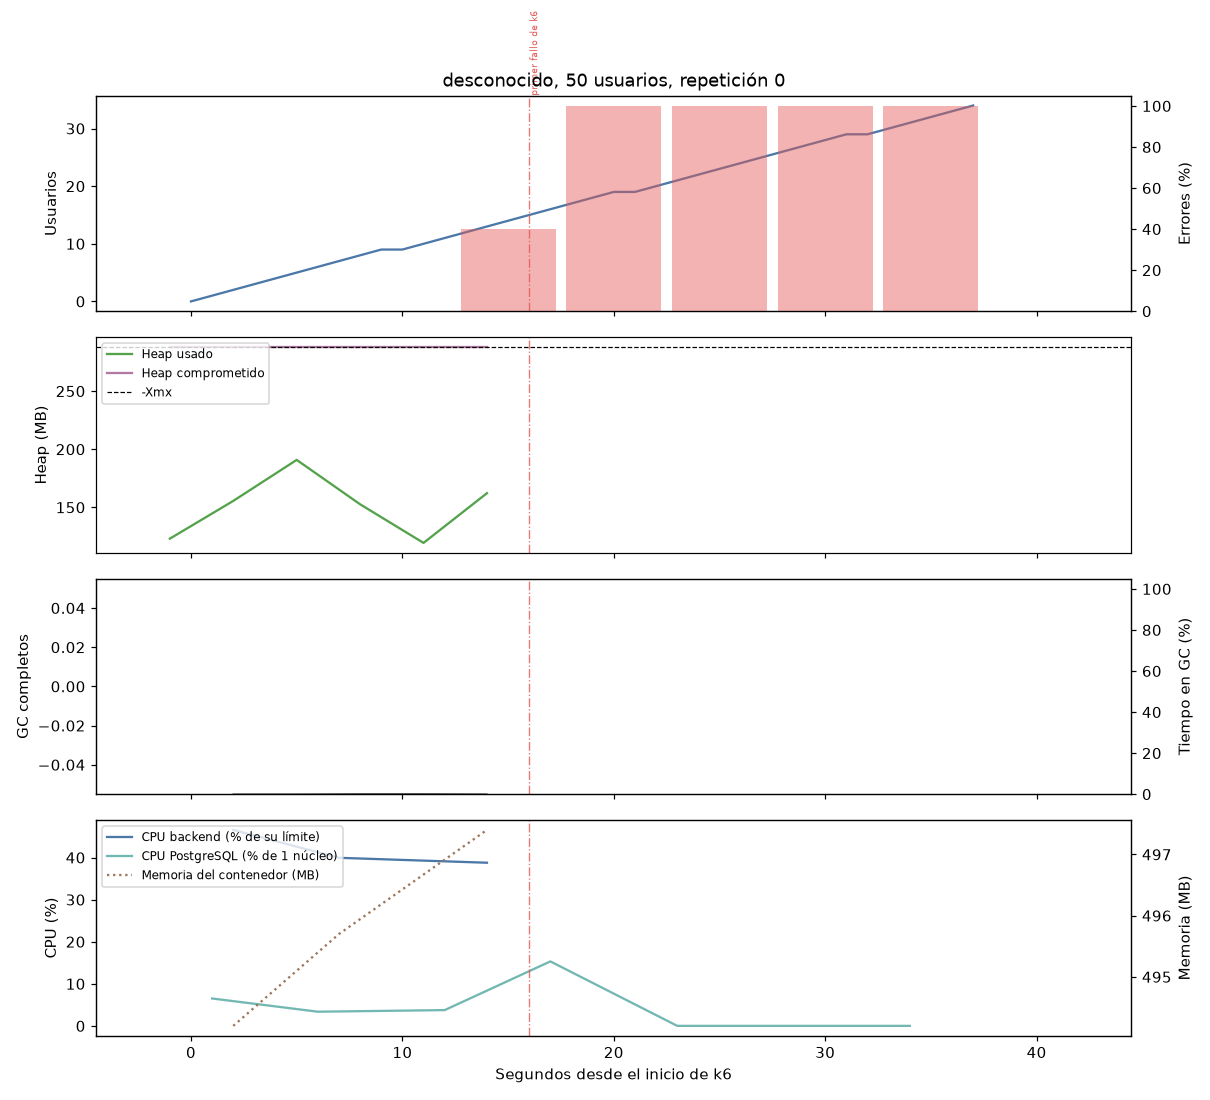 primer fallo de k6
desconocido, 50 usuarios, repetición 0
Usuarios
30
20
10
0
100
80
60
40
20
0
Errores (%)
Heap (MB)
250
200
150
Heap usado
Heap comprometido
-Xmx
GC completos
0.04
0.02
0.00
−0.02
−0.04
100
80
60
40
20
0
Tiempo en GC (%)
CPU (%)
40
30
20
10
0
CPU backend (% de su límite)
CPU PostgreSQL (% de 1 núcleo)
Memoria del contenedor (MB)
497
496
495
Memoria (MB)
0 10 20 30 40
Segundos desde el inicio de k6